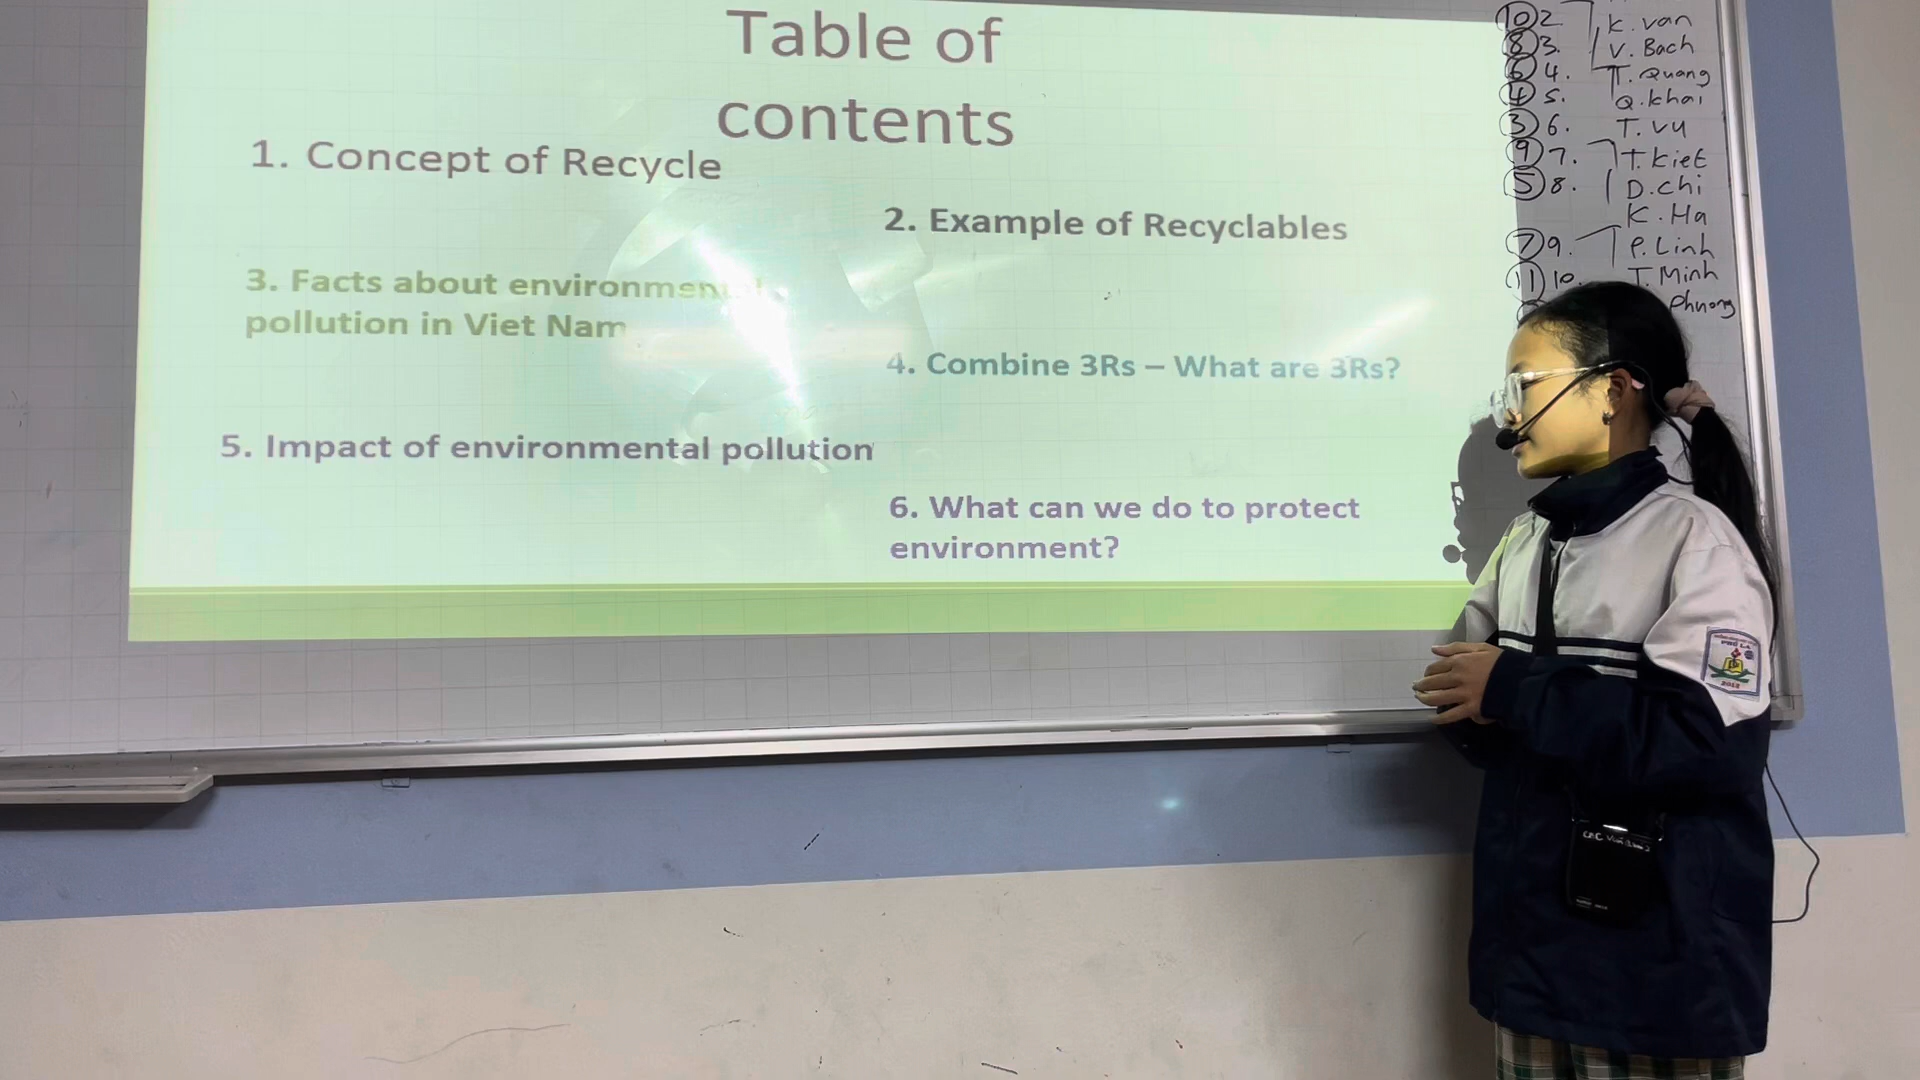 Table of
contents
1. Concept of Recycle
2. Example of Recyclables
3. Facts about environmental
pollution in Viet Nam
4. Combine 3Rs – What are 3Rs?
5. Impact of environmental pollution
6. What can we do to protect
environment?
10 2. K. van
8 3. V. Bach
6 4. T. Quang
4 5. Q. khai
3 6. T. vu
9 7. T. kiet
5 8. D. chi
K. Ha
7 9. P. Linh
11 10. T. Minh
Phuong
PHÚ LA
2012